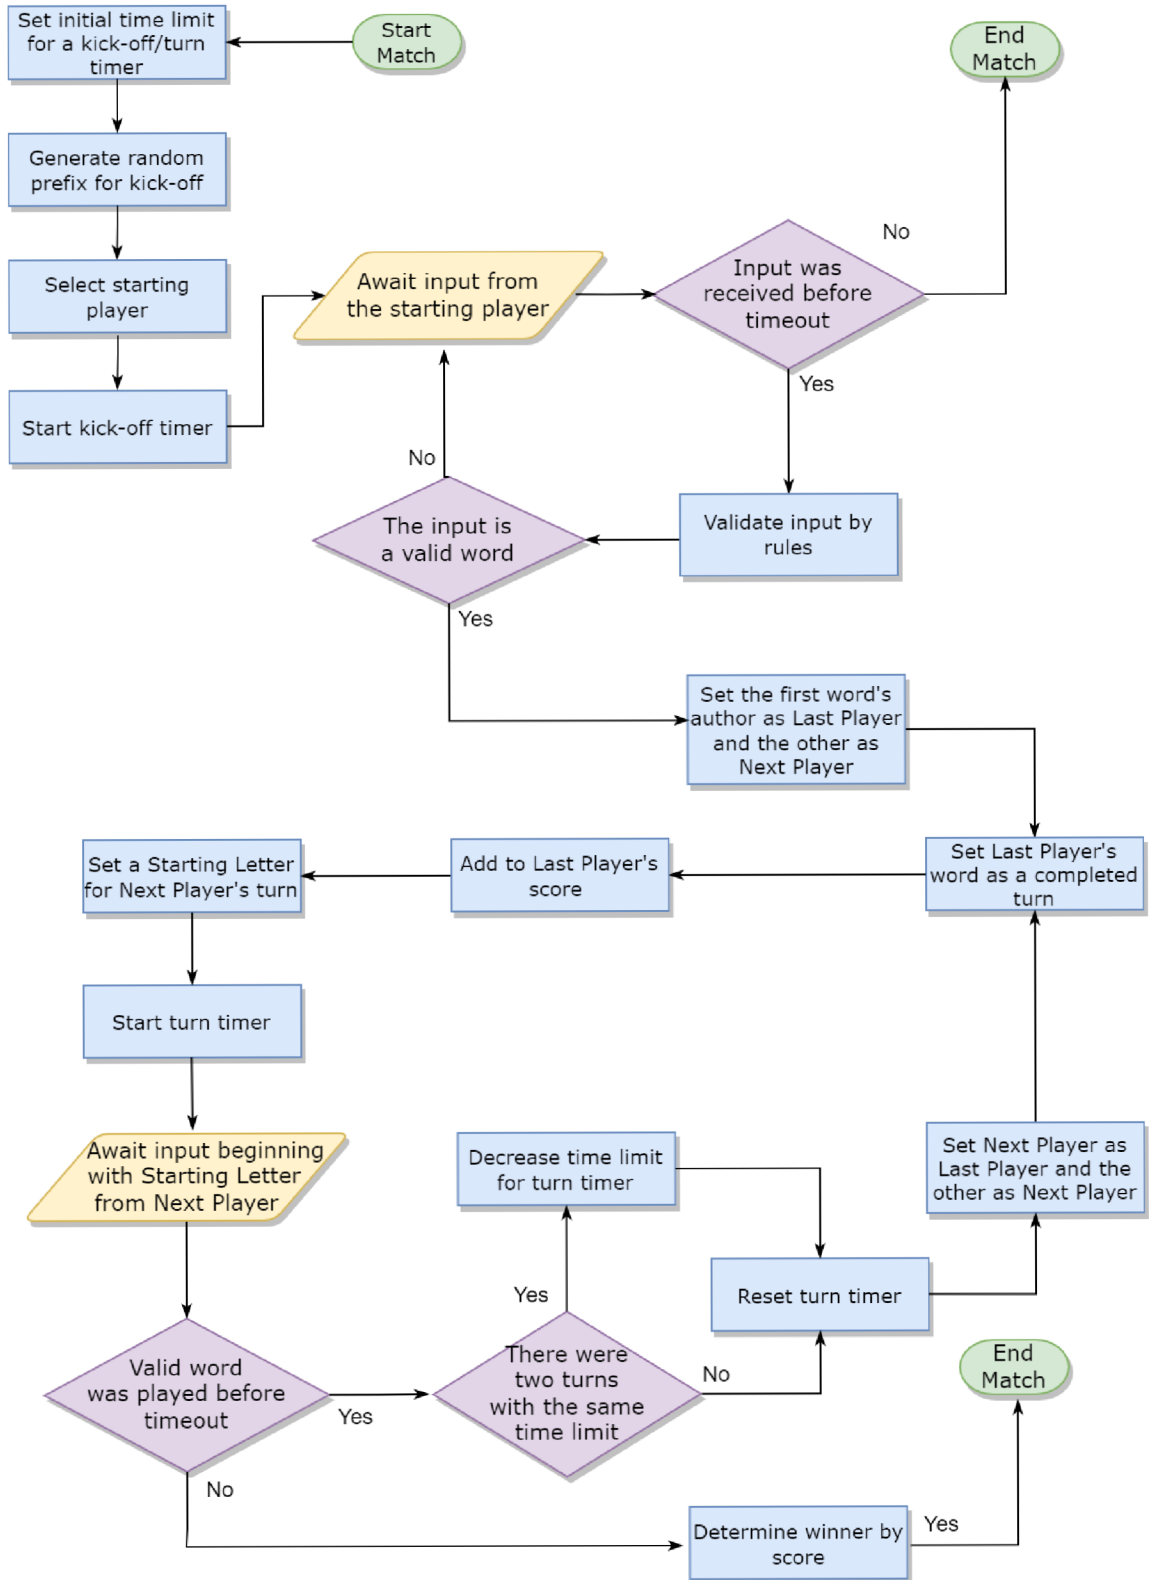 Set initial time limit
for a kick-off/turn
timer
Start
Match
End
Match
Generate random
prefix for kick-off
Select starting
player
Start kick-off timer
Await input from
the starting player
Input was
received before
timeout
No
Yes
Validate input by
rules
The input is
a valid word
No
Yes
Set the first word's
author as Last Player
and the other as
Next Player
Set Last Player's
word as a completed
turn
Add to Last Player's
score
Set a Starting Letter
for Next Player's turn
Start turn timer
Await input beginning
with Starting Letter
from Next Player
Valid word
was played before
timeout
Yes
No
There were
two turns
with the same
time limit
Yes
No
Decrease time limit
for turn timer
Reset turn timer
Set Next Player as
Last Player and the
other as Next Player
Determine winner by
score
Yes
End
Match